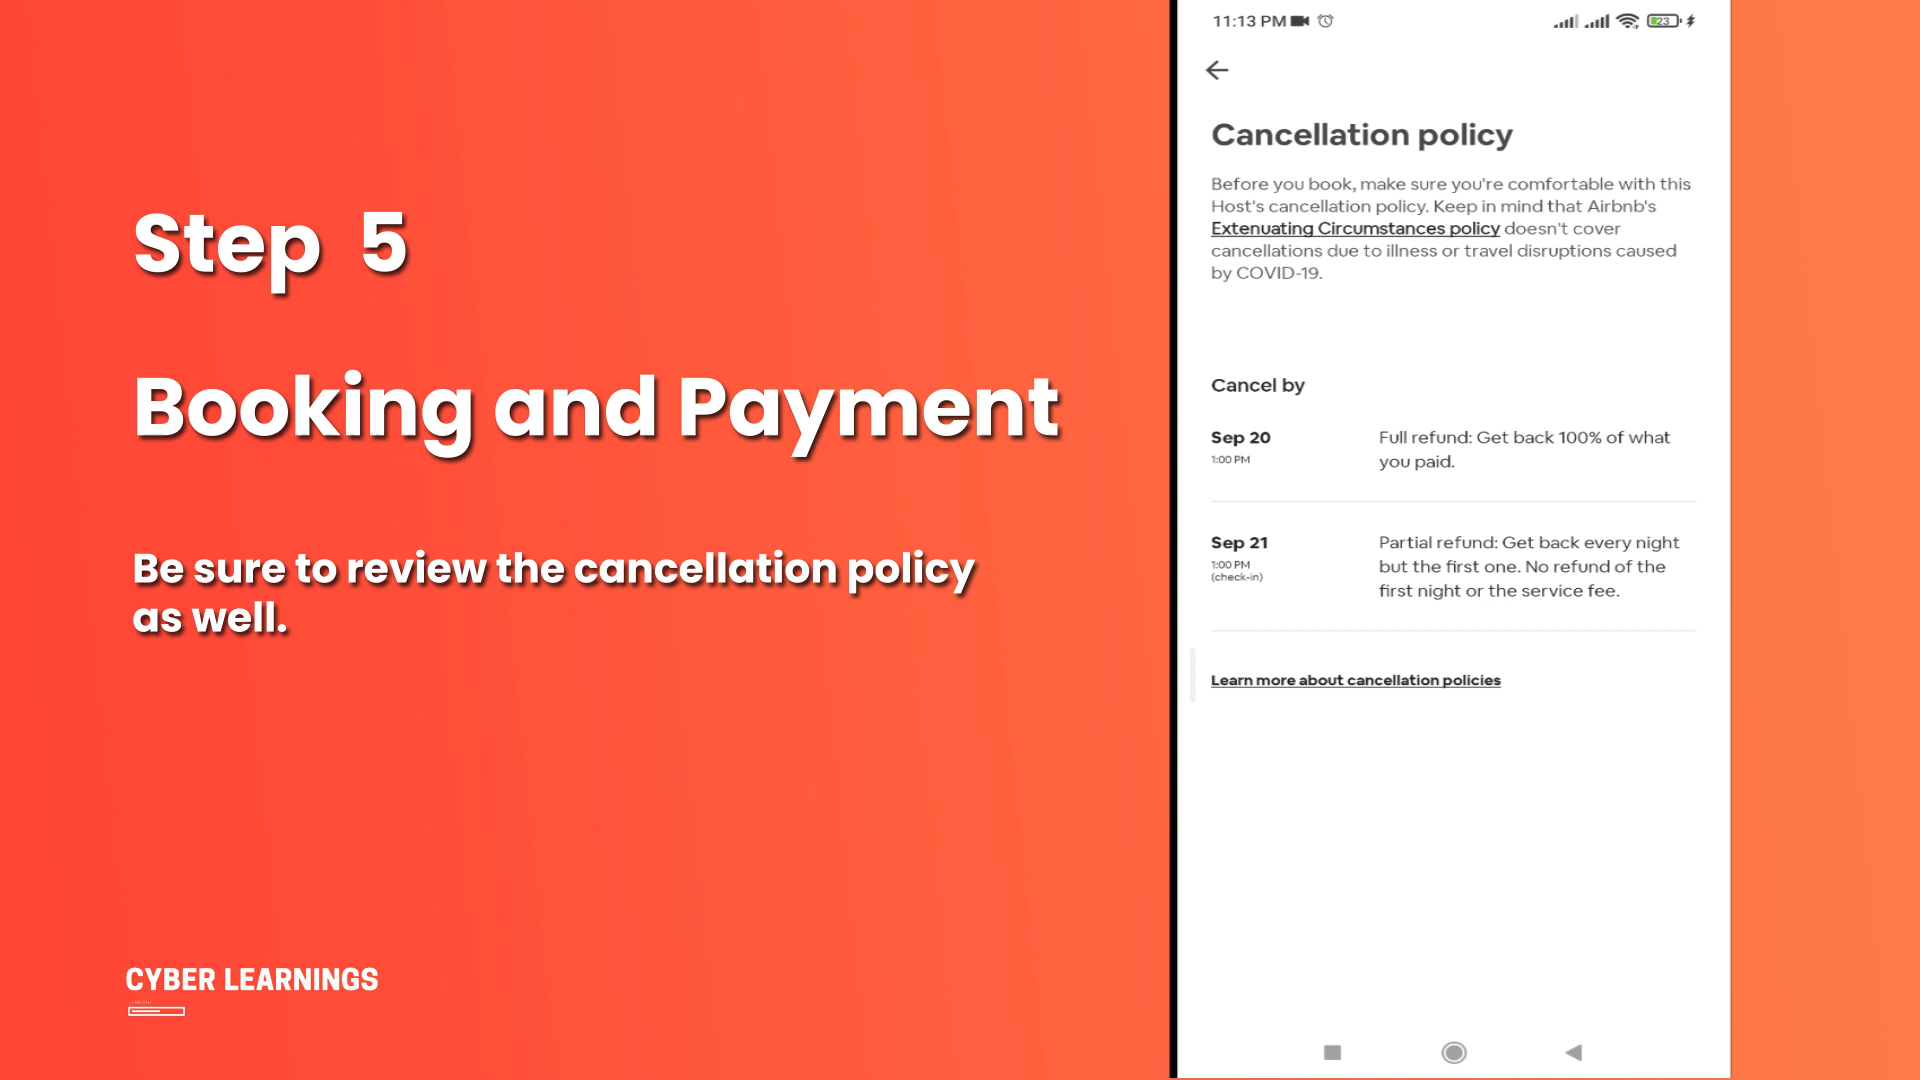 Step 5
Booking and Payment
Be sure to review the cancellation policy
as well.
CYBER LEARNINGS
11:13 PM
23
Cancellation policy
Before you book, make sure you're comfortable with this
Host's cancellation policy. Keep in mind that Airbnb's
Extenuating Circumstances policy doesn't cover
cancellations due to illness or travel disruptions caused
by COVID-19.
Cancel by
Sep 20
1:00 PM
Full refund: Get back 100% of what
you paid.
Sep 21
1:00 PM
(check-in)
Partial refund: Get back every night
but the first one. No refund of the
first night or the service fee.
Learn more about cancellation policies